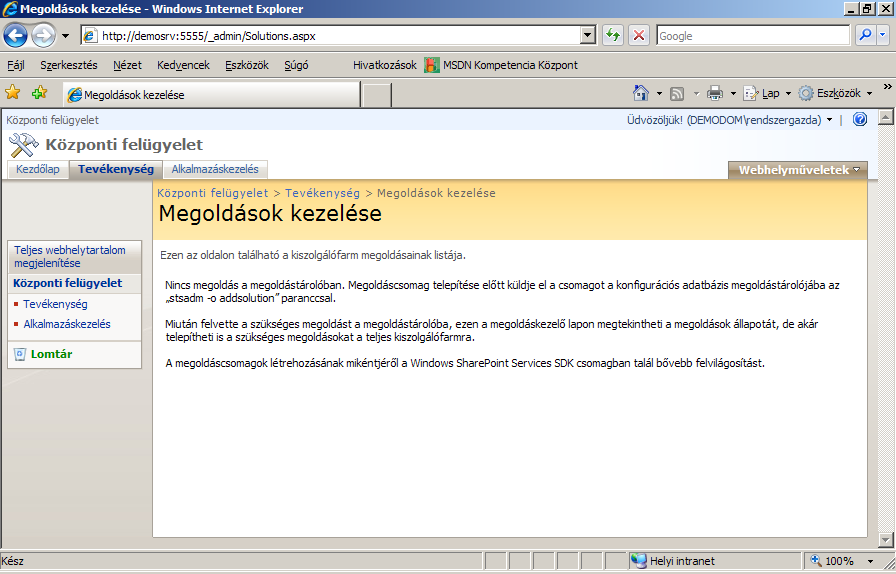 Megoldások kezelése - Windows Internet Explorer
http://demosrv:5555/_admin/Solutions.aspx
Google
Fájl Szerkesztés Nézet Kedvencek Eszközök Súgó Hivatkozások MSDN Kompetencia Központ
Megoldások kezelése
Lap Eszközök »
Központi felügyelet
Üdvözöljük! (DEMODOM\rendszergazda) |
Központi felügyelet
Kezdőlap Tevékenység Alkalmazáskezelés
Webhelyműveletek
Központi felügyelet > Tevékenység > Megoldások kezelése
Megoldások kezelése
Teljes webhelytartalom
megjelenítése
Központi felügyelet
Tevékenység
Alkalmazáskezelés
Lomtár
Ezen az oldalon található a kiszolgálófarm megoldásainak listája.
Nincs megoldás a megoldástárolóban. Megoldáscsomag telepítése előtt küldje el a csomagot a konfigurációs adatbázis megoldástárolójába az
„stsadm -o addsolution” paranccsal.
Miután felvette a szükséges megoldást a megoldástárolóba, ezen a megoldáskezelő lapon megtekintheti a megoldások állapotát, de akár
telepítheti is a szükséges megoldásokat a teljes kiszolgálófarmra.
A megoldáscsomagok létrehozásának mikéntjéről a Windows SharePoint Services SDK csomagban talál bővebb felvilágosítást.
Kész
Helyi intranet
100%